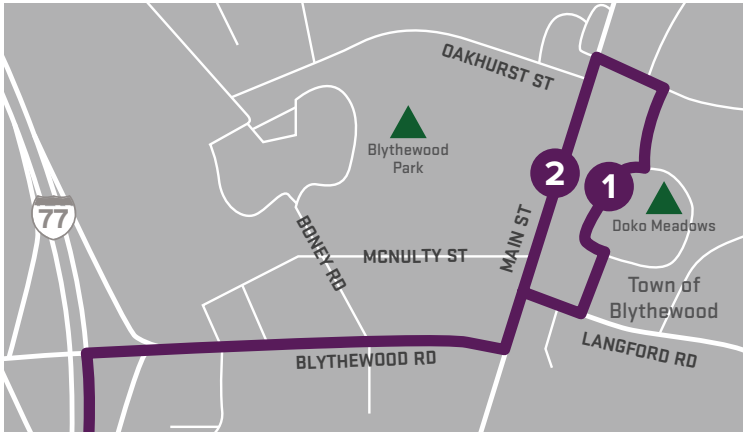 OAKHURST ST
Blythewood
Park
2
1
77
Doko Meadows
MAIN ST
BONEY RD
MCNULTY ST
Town of
Blythewood
LANGFORD RD
BLYTHEWOOD RD